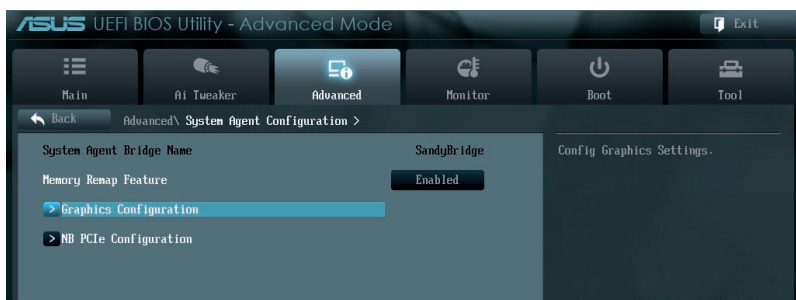 ASUS UEFI BIOS Utility - Advanced Mode
Exit
Main Ai Tweaker Advanced Monitor Boot Tool
Back Advanced\ System Agent Configuration >
System Agent Bridge Name SandyBridge
Config Graphics Settings.
Memory Remap Feature Enabled
> Graphics Configuration
> NB PCIe Configuration